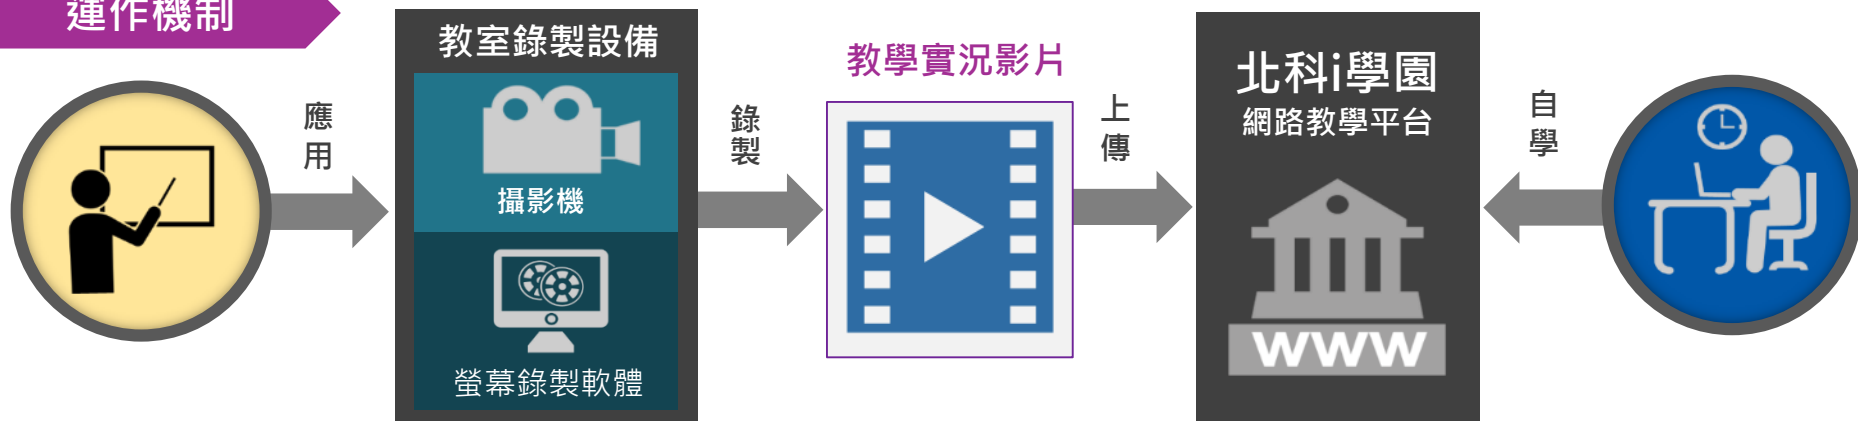 運作機制
應用
教室錄製設備
攝影機
螢幕錄製軟體
錄製
教學實況影片
上傳
北科i學園
網路教學平台
WWW
自學